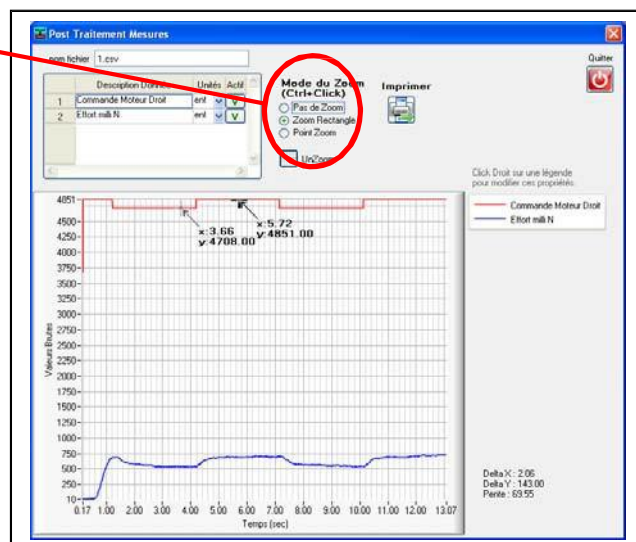 Post Traitement Mesures
nom fichier 1.csv
Quitter
Description Données Unités Actif
1 Commande Moteur Droit ent V
2 Effort milli N ent V
Mode du Zoom
(Ctrl+Click)
Pas de Zoom
Zoom Rectangle
Point Zoom
UnZoom
Imprimer
Click Droit sur une légende
pour modifier ces propriétés.
Commande Moteur Droit
Effort milli N
4851
4500
4250
4000
3750
3500
3250
3000
2750
2500
2250
2000
1750
1500
1250
1000
750
500
250
10
Valeurs Brutes
x:3.66
y:4708.00
x:5.72
y:4851.00
0.17 1.00 2.00 3.00 4.00 5.00 6.00 7.00 8.00 9.00 10.00 11.00 12.00 13.07
Temps (sec)
Delta X : 2.06
Delta Y : 143.00
Pente : 69.55